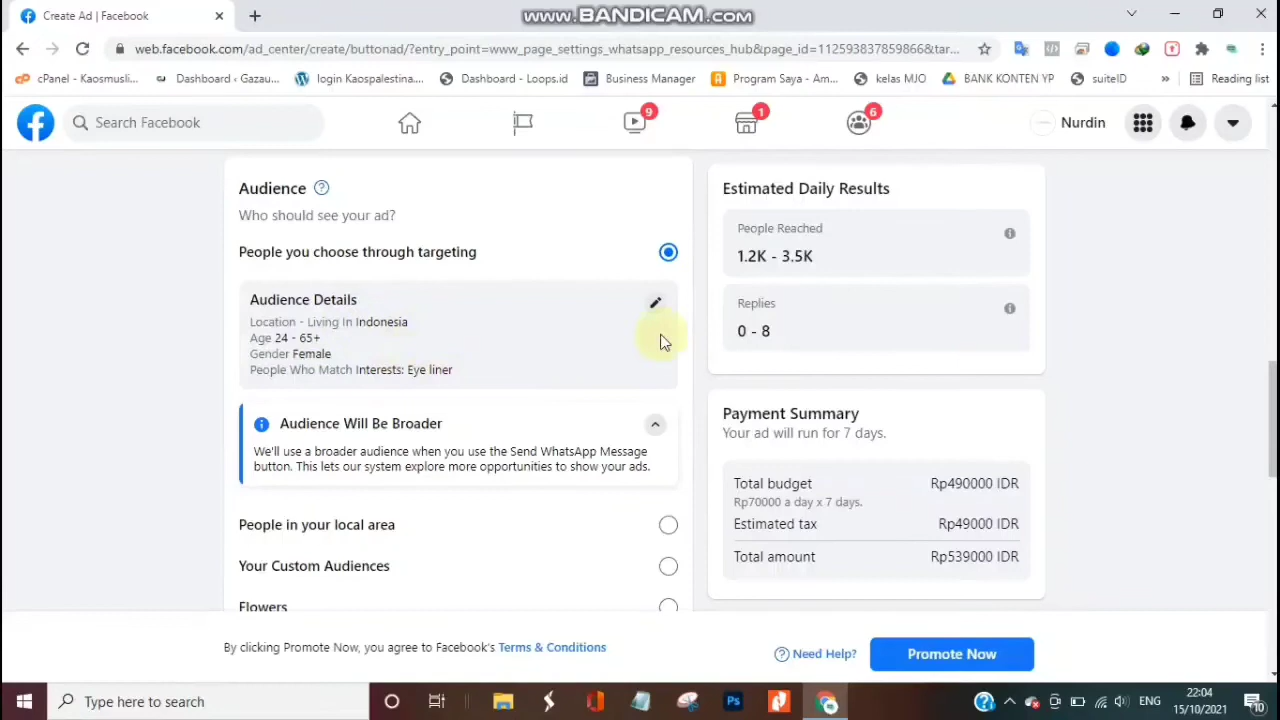 www.BANDICAM.com
Create Ad | Facebook
web.facebook.com/ad_center/create/buttonad/?entry_point=www_page_settings_whatsapp_resources_hub&page_id=112593837859866&tar...
cPanel - Kaosmusli...
Dashboard ‹ Gazau...
login Kaospalestina....
Dashboard - Loops.id
Business Manager
Program Saya - Am...
kelas MJO
BANK KONTEN YP
suiteID
»
Reading list
Search Facebook
9
1
6
Nurdin
Audience
Who should see your ad?
People you choose through targeting
Audience Details
Location - Living In Indonesia
Age 24 - 65+
Gender Female
People Who Match Interests: Eye liner
Audience Will Be Broader
We'll use a broader audience when you use the Send WhatsApp Message
button. This lets our system explore more opportunities to show your ads.
People in your local area
Your Custom Audiences
Flowers
Estimated Daily Results
People Reached
1.2K - 3.5K
Replies
0 - 8
Payment Summary
Your ad will run for 7 days.
Total budget Rp490000 IDR
Rp70000 a day x 7 days.
Estimated tax Rp49000 IDR
Total amount Rp539000 IDR
By clicking Promote Now, you agree to Facebook's Terms & Conditions
Need Help?
Promote Now
Type here to search
Ps
ENG
22:04
15/10/2021
10